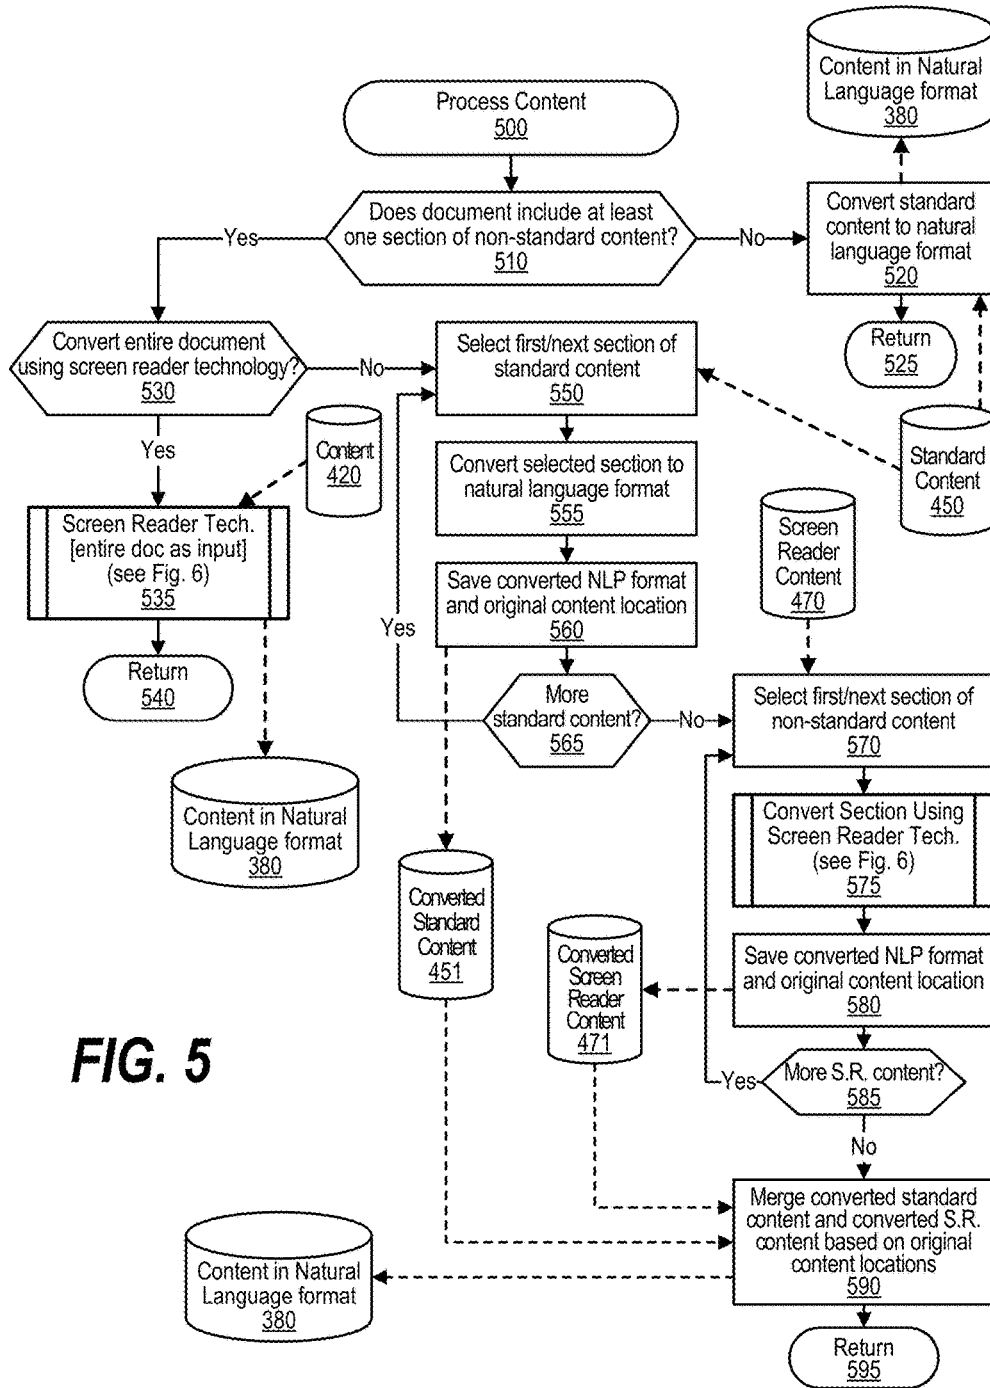 Content in Natural
Language format
380
Process Content
500
Does document include at least
one section of non-standard content?
510
Yes
No
Convert standard
content to natural
language format
520
Return
525
Convert entire document
using screen reader technology?
530
No
Yes
Select first/next section of
standard content
550
Content
420
Standard
Content
450
Convert selected section to
natural language format
555
Screen Reader Tech.
[entire doc as input]
(see Fig. 6)
535
Screen
Reader
Content
470
Save converted NLP format
and original content location
560
Yes
Return
540
More
standard content?
565
No
Select first/next section of
non-standard content
570
Content in Natural
Language format
380
Convert Section Using
Screen Reader Tech.
(see Fig. 6)
575
Converted
Standard
Content
451
Converted
Screen
Reader
Content
471
Save converted NLP format
and original content location
580
FIG. 5
More S.R. content?
585
Yes
No
Merge converted standard
content and converted S.R.
content based on original
content locations
590
Content in Natural
Language format
380
Return
595